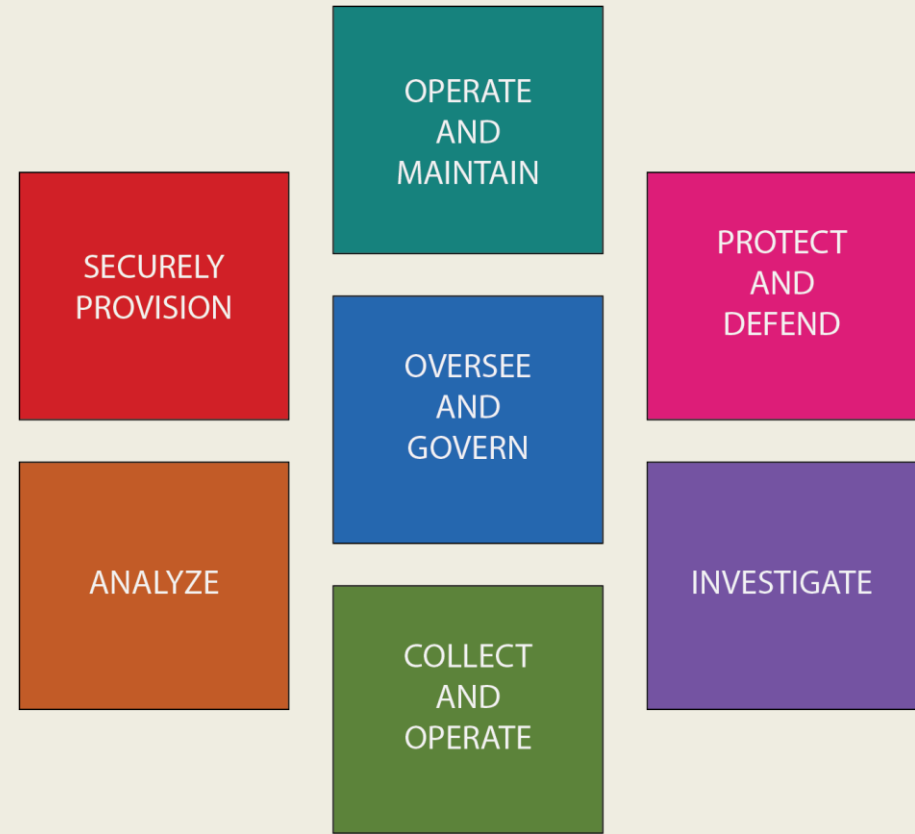 OPERATE
AND
MAINTAIN
SECURELY
PROVISION
PROTECT
AND
DEFEND
OVERSEE
AND
GOVERN
ANALYZE
INVESTIGATE
COLLECT
AND
OPERATE